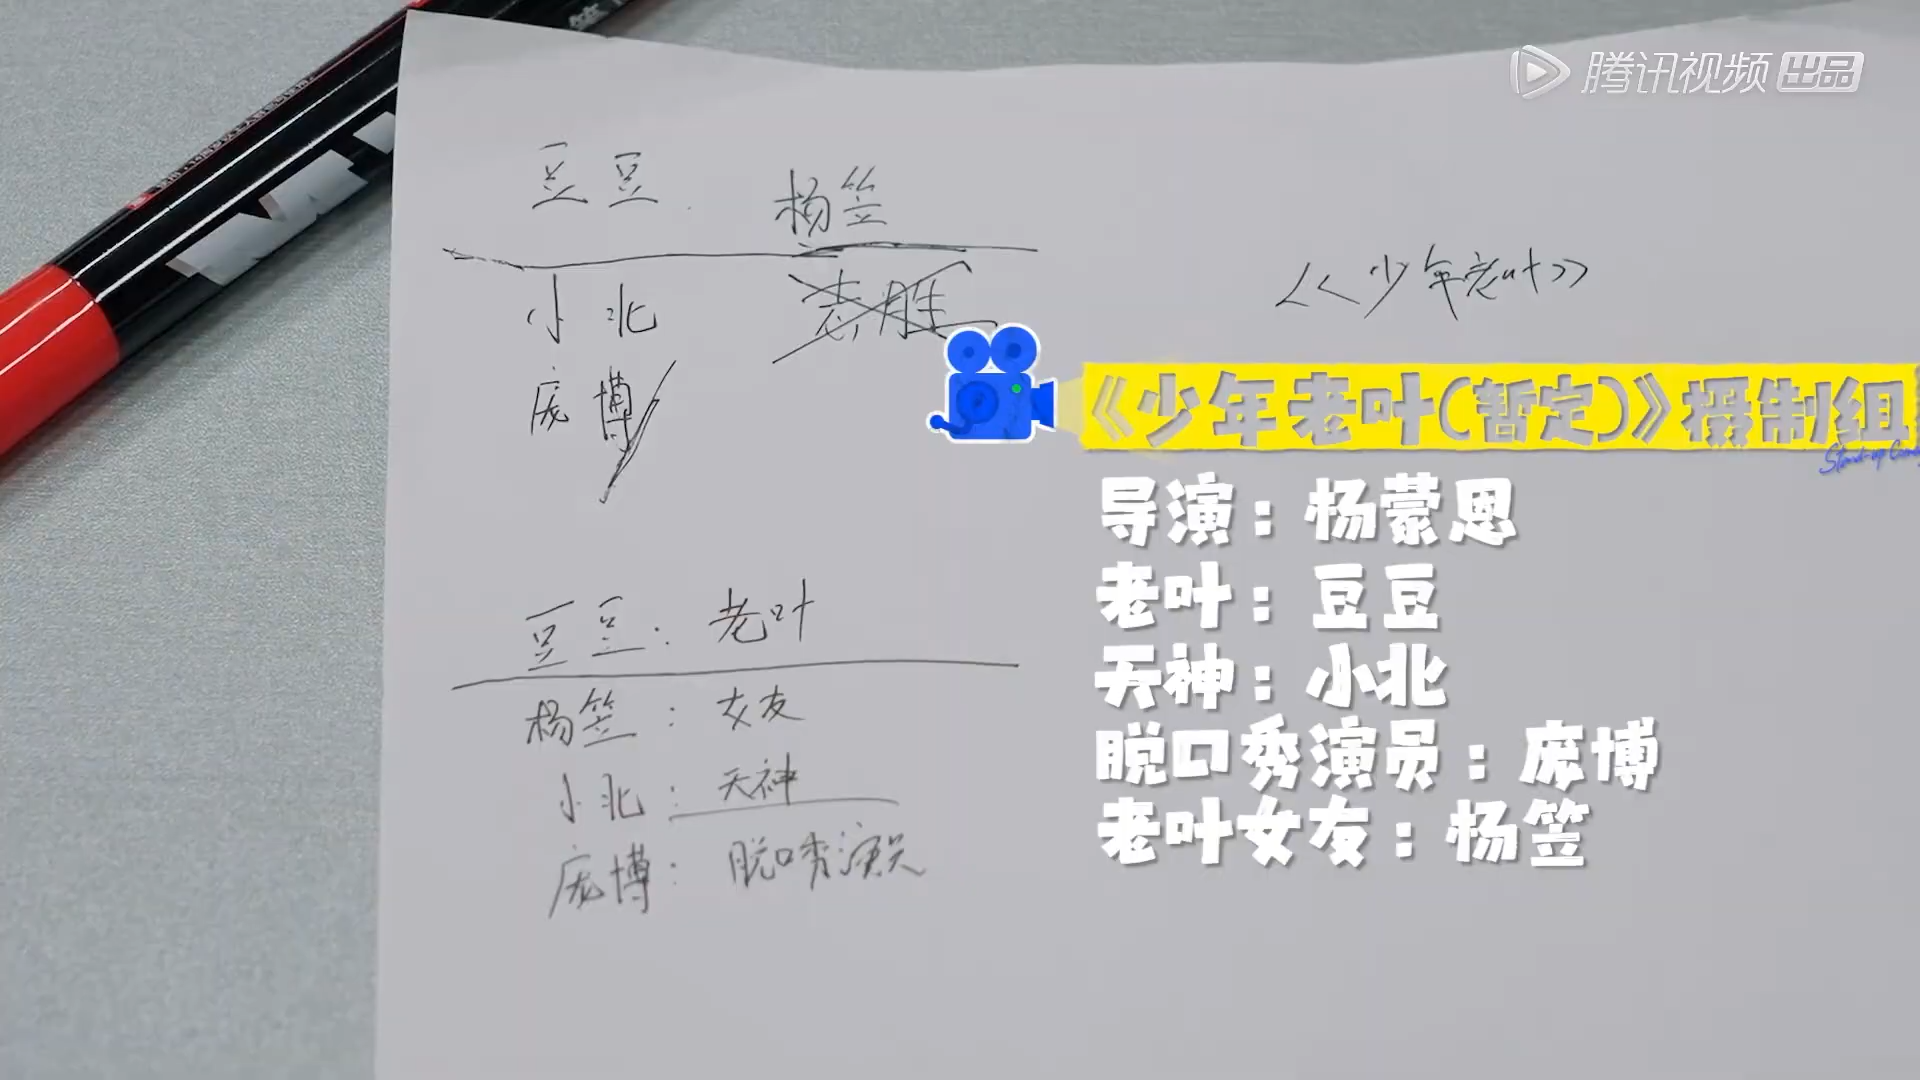 腾讯视频 出品
豆豆 杨笠
小北 志胜
庞博
《少年老叶》
《少年老叶(暂定)》摄制组
导演：杨蒙恩
老叶：豆豆
天神：小北
脱口秀演员：庞博
老叶女友：杨笠
豆豆：老叶
杨笠：女友
小北：天神
庞博：脱口秀演员